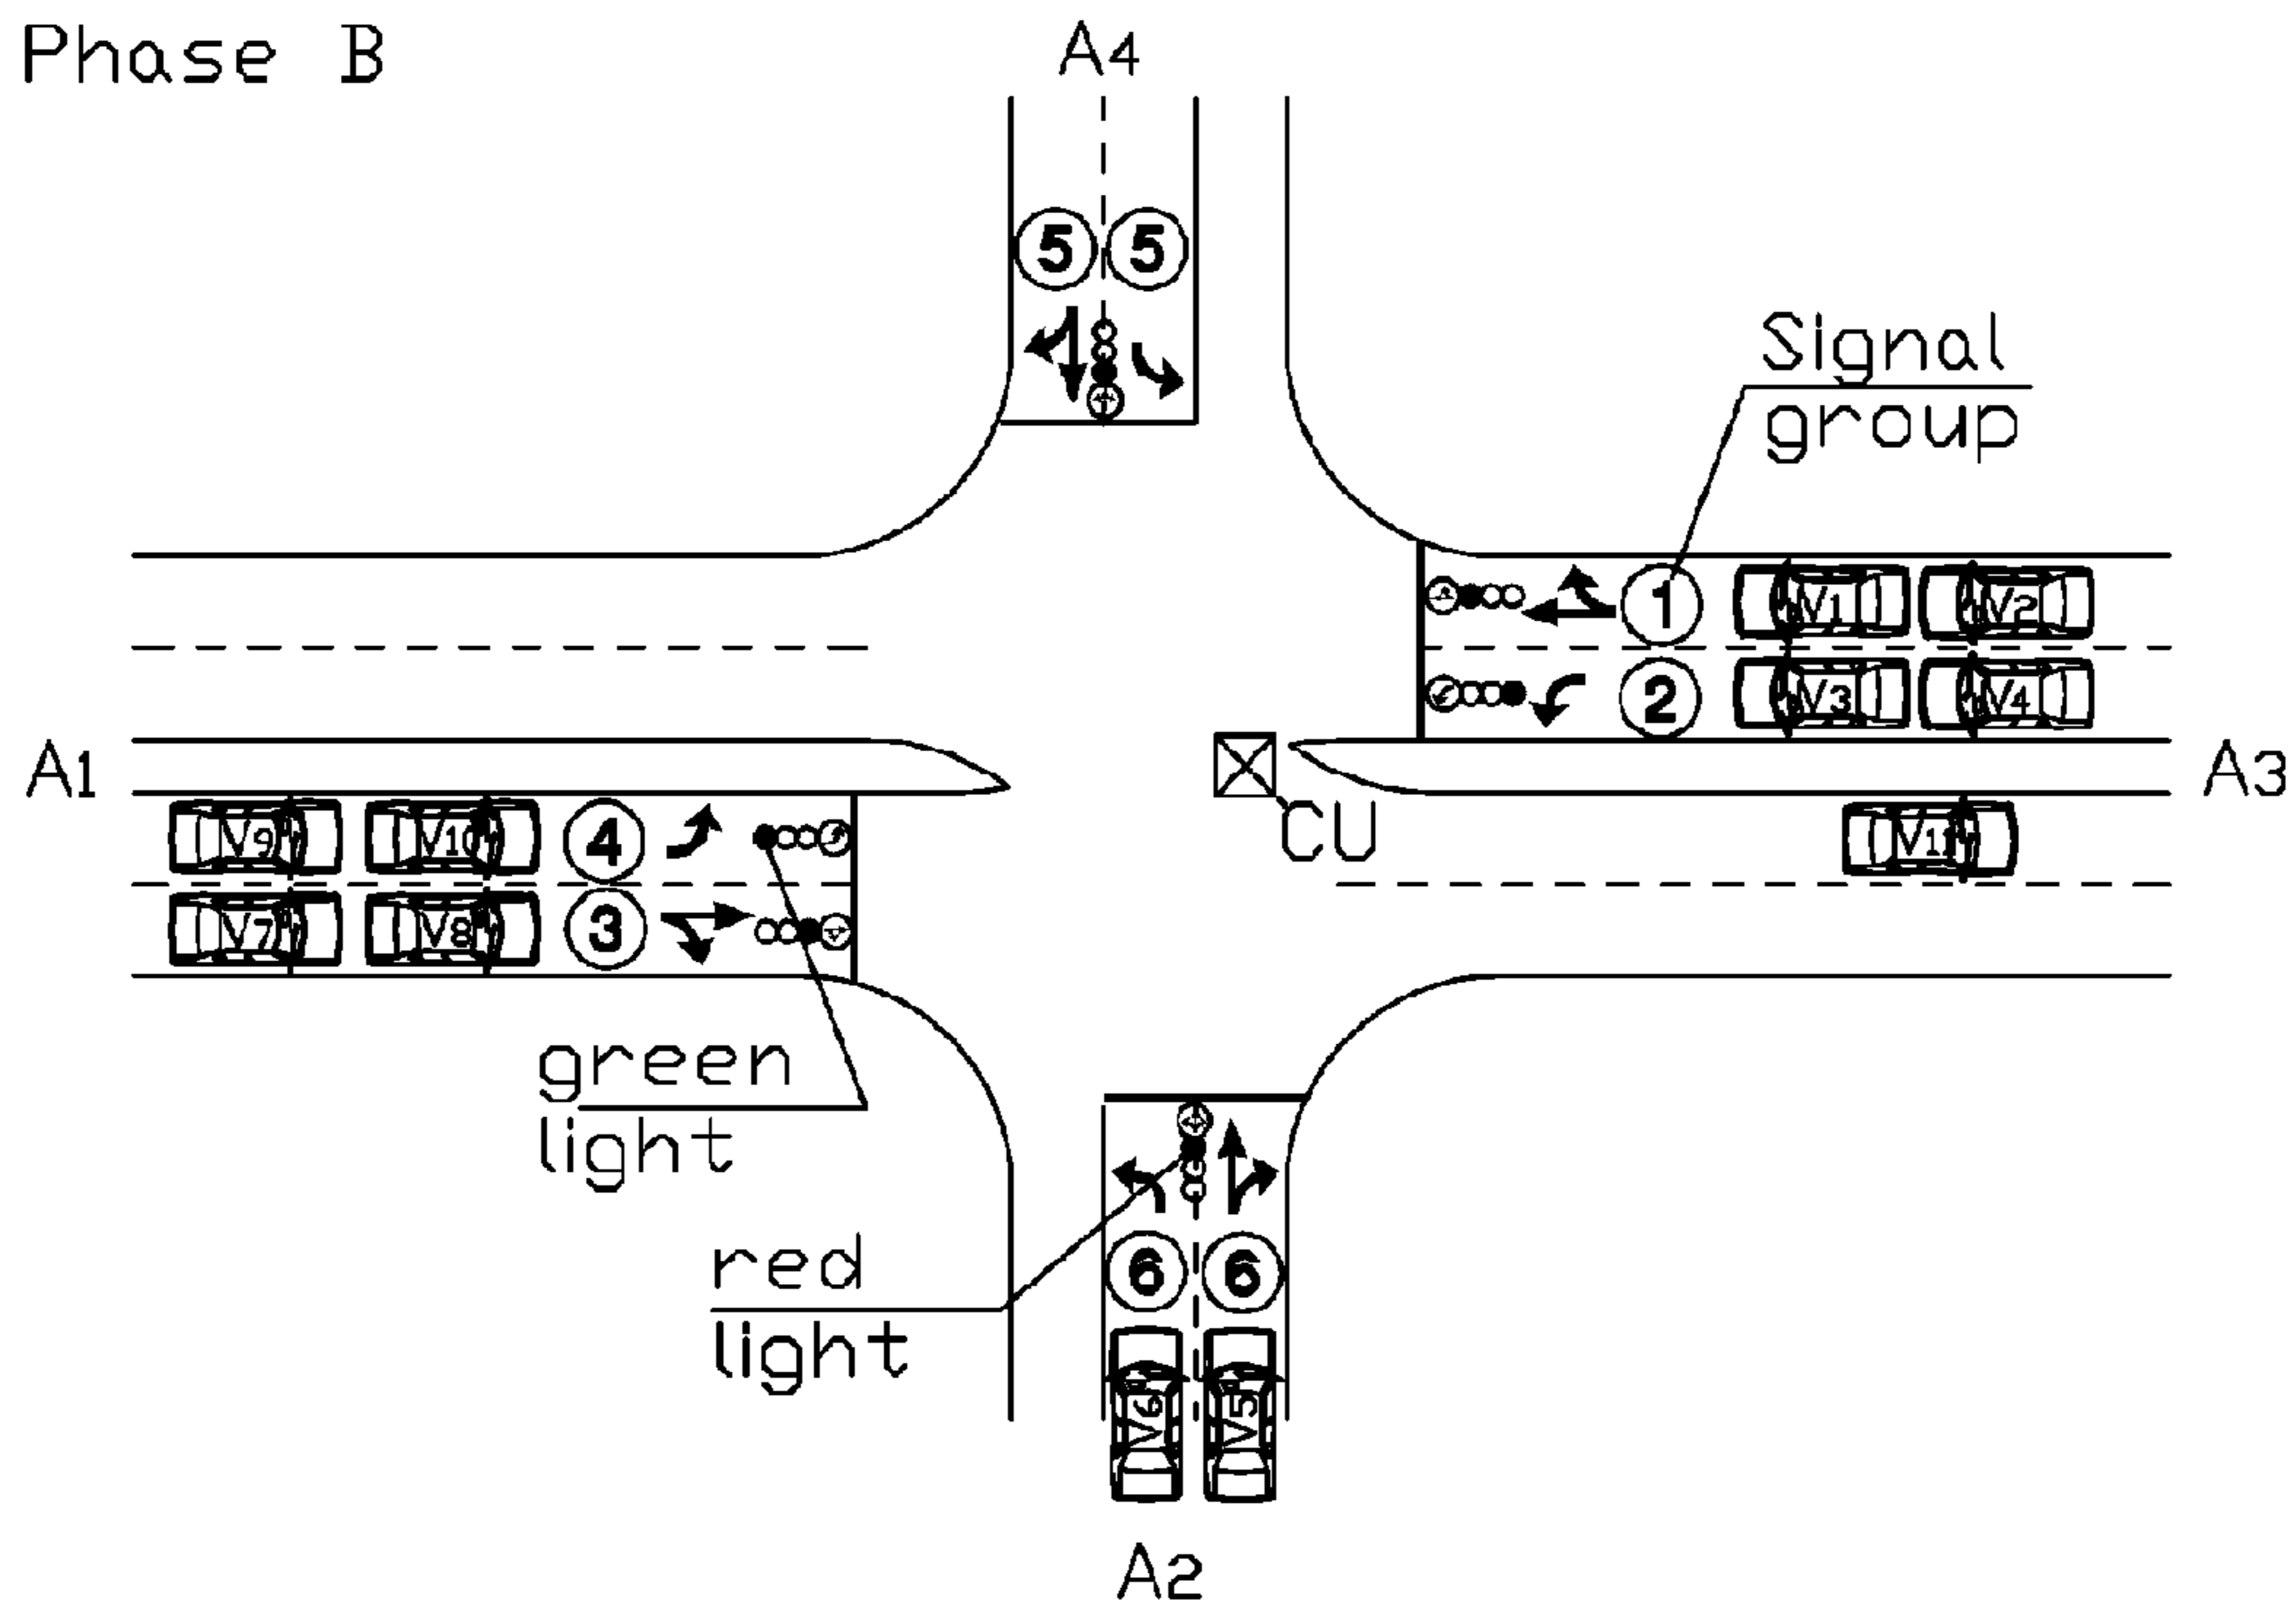 Phase B
A4
5 5
Signal
group
1 V1 V2
2 V3 V4
A1
A3
CU
V9 V10 4
V11
V7 V8 3
green
light
red
light
6 6
V6 V5
A2